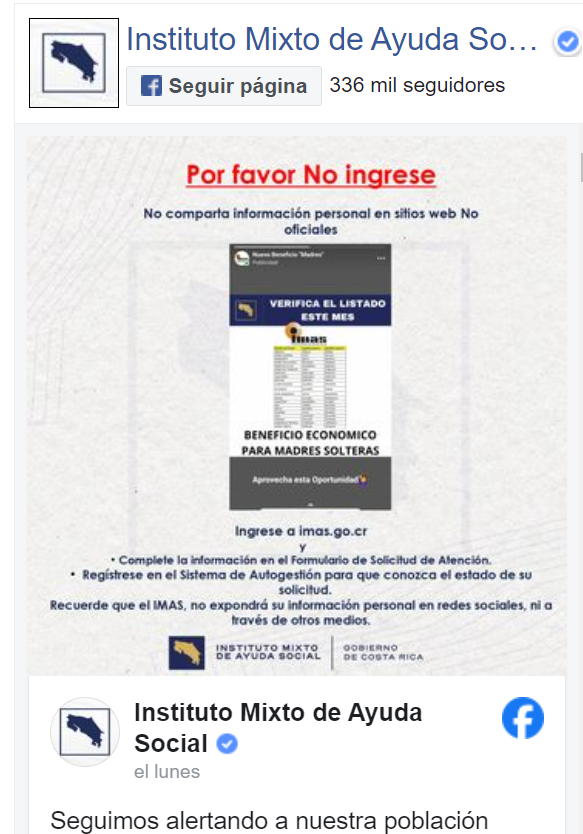 Instituto Mixto de Ayuda So...
Seguir página
336 mil seguidores
Por favor No ingrese
No comparta información personal en sitios web No
oficiales
Nuevo Beneficio "Madres"
Publicidad
VERIFICA EL LISTADO
ESTE MES
imas
BENEFICIO ECONOMICO
PARA MADRES SOLTERAS
Aprovecha esta Oportunidad
Ingrese a imas.go.cr
y
• Complete la información en el Formulario de Solicitud de Atención.
• Regístrese en el Sistema de Autogestión para que conozca el estado de su
solicitud.
Recuerde que el IMAS, no expondrá su información personal en redes sociales, ni a
través de otros medios.
INSTITUTO MIXTO
DE AYUDA SOCIAL
GOBIERNO
DE COSTA RICA
Instituto Mixto de Ayuda
Social
el lunes
Seguimos alertando a nuestra población